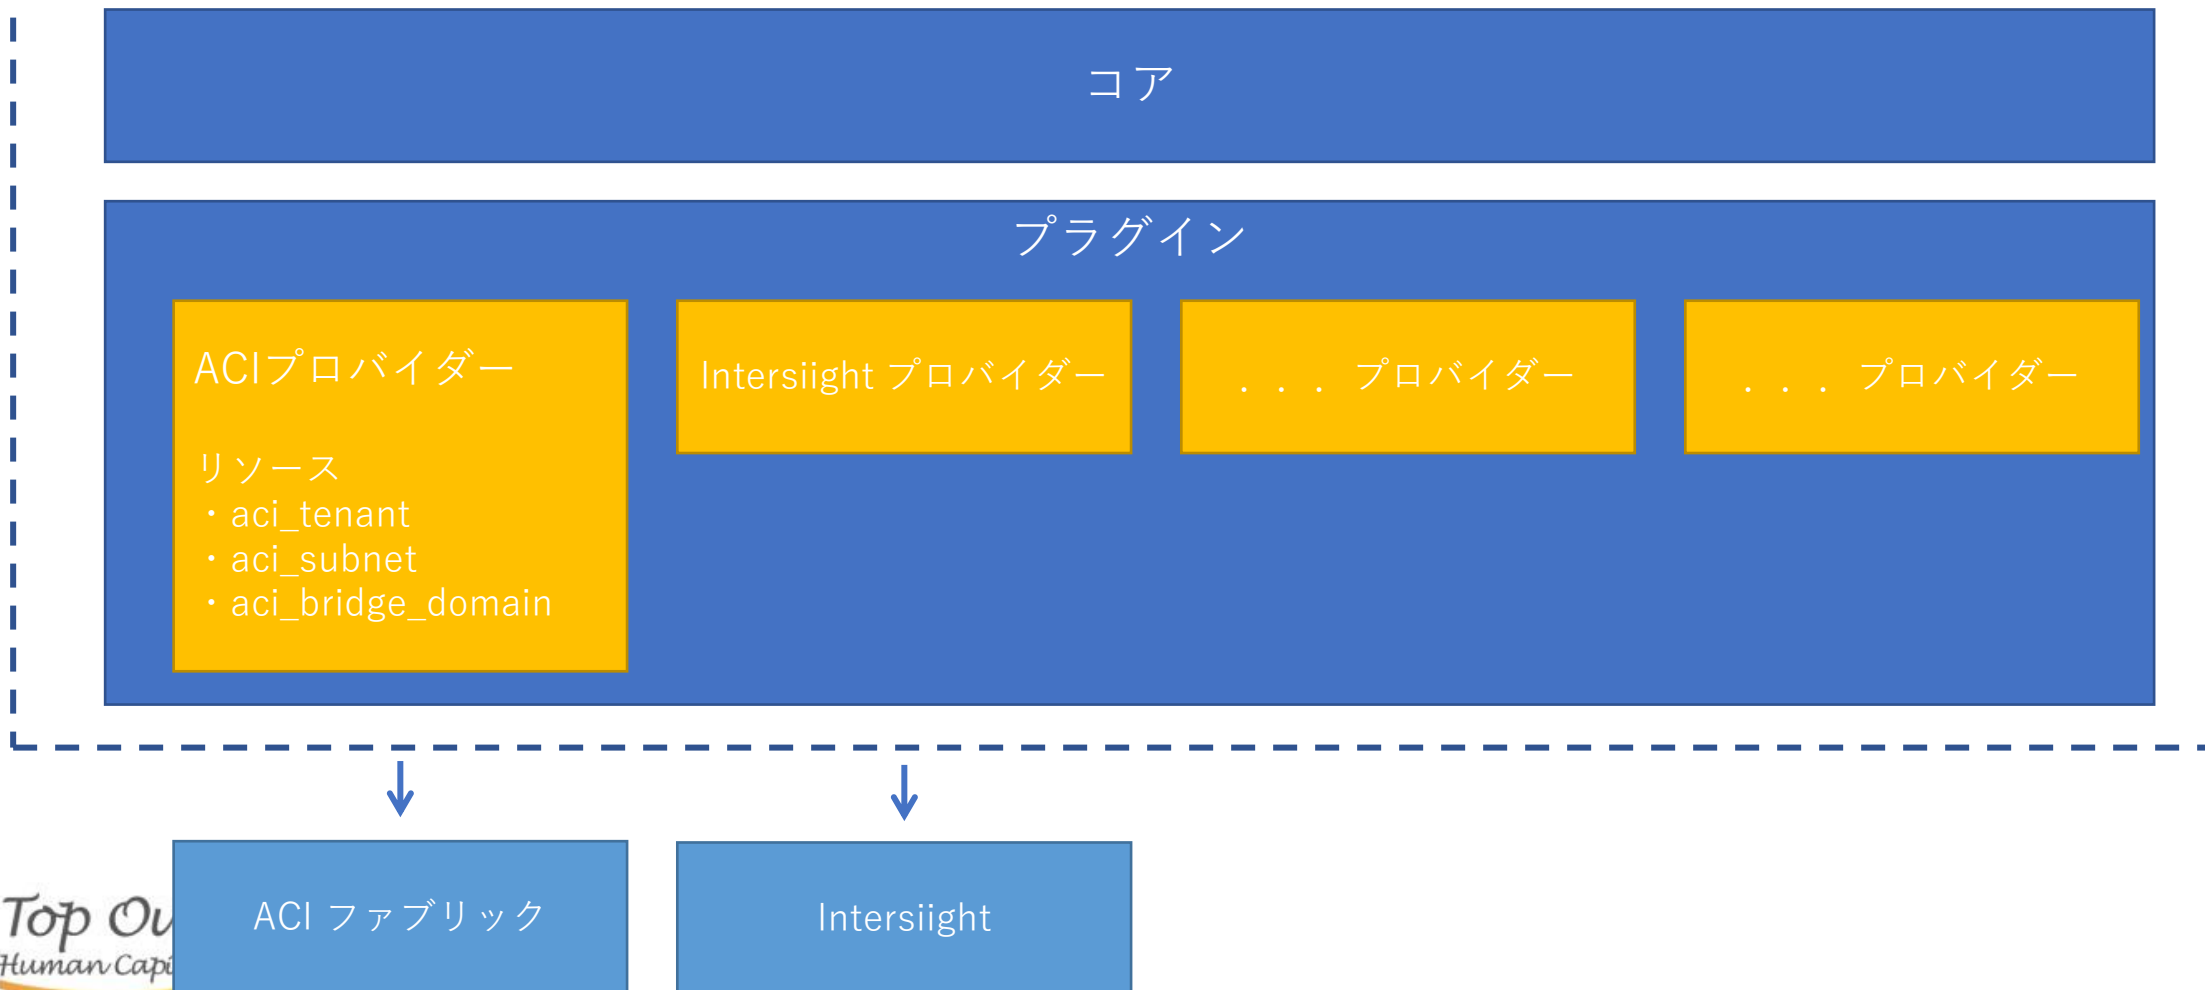 コア
プラグイン
ACIプロバイダー
リソース
・aci_tenant
・aci_subnet
・aci_bridge_domain
Intersiight プロバイダー
．．．プロバイダー
．．．プロバイダー
ACI ファブリック
Intersiight
Top
Human